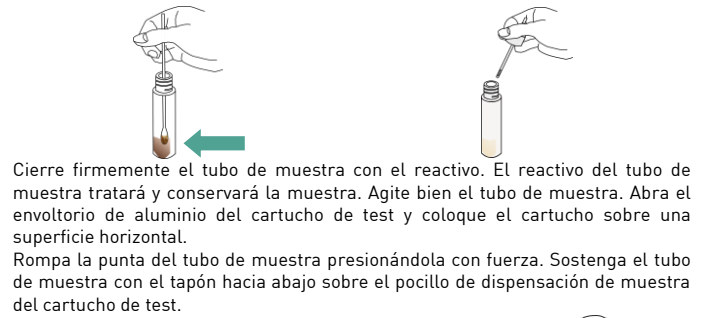 Cierre firmemente el tubo de muestra con el reactivo. El reactivo del tubo de
muestra tratará y conservará la muestra. Agite bien el tubo de muestra. Abra el
envoltorio de aluminio del cartucho de test y coloque el cartucho sobre una
superficie horizontal.
Rompa la punta del tubo de muestra presionándola con fuerza. Sostenga el tubo
de muestra con el tapón hacia abajo sobre el pocillo de dispensación de muestra
del cartucho de test.